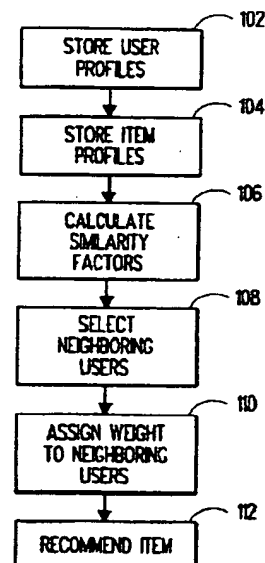 102
STORE USER
PROFILES
104
STORE ITEM
PROFILES
106
CALCULATE
SIMILARITY
FACTORS
108
SELECT
NEIGHBORING
USERS
110
ASSIGN WEIGHT
TO NEIGHBORING
USERS
112
RECOMMEND ITEM